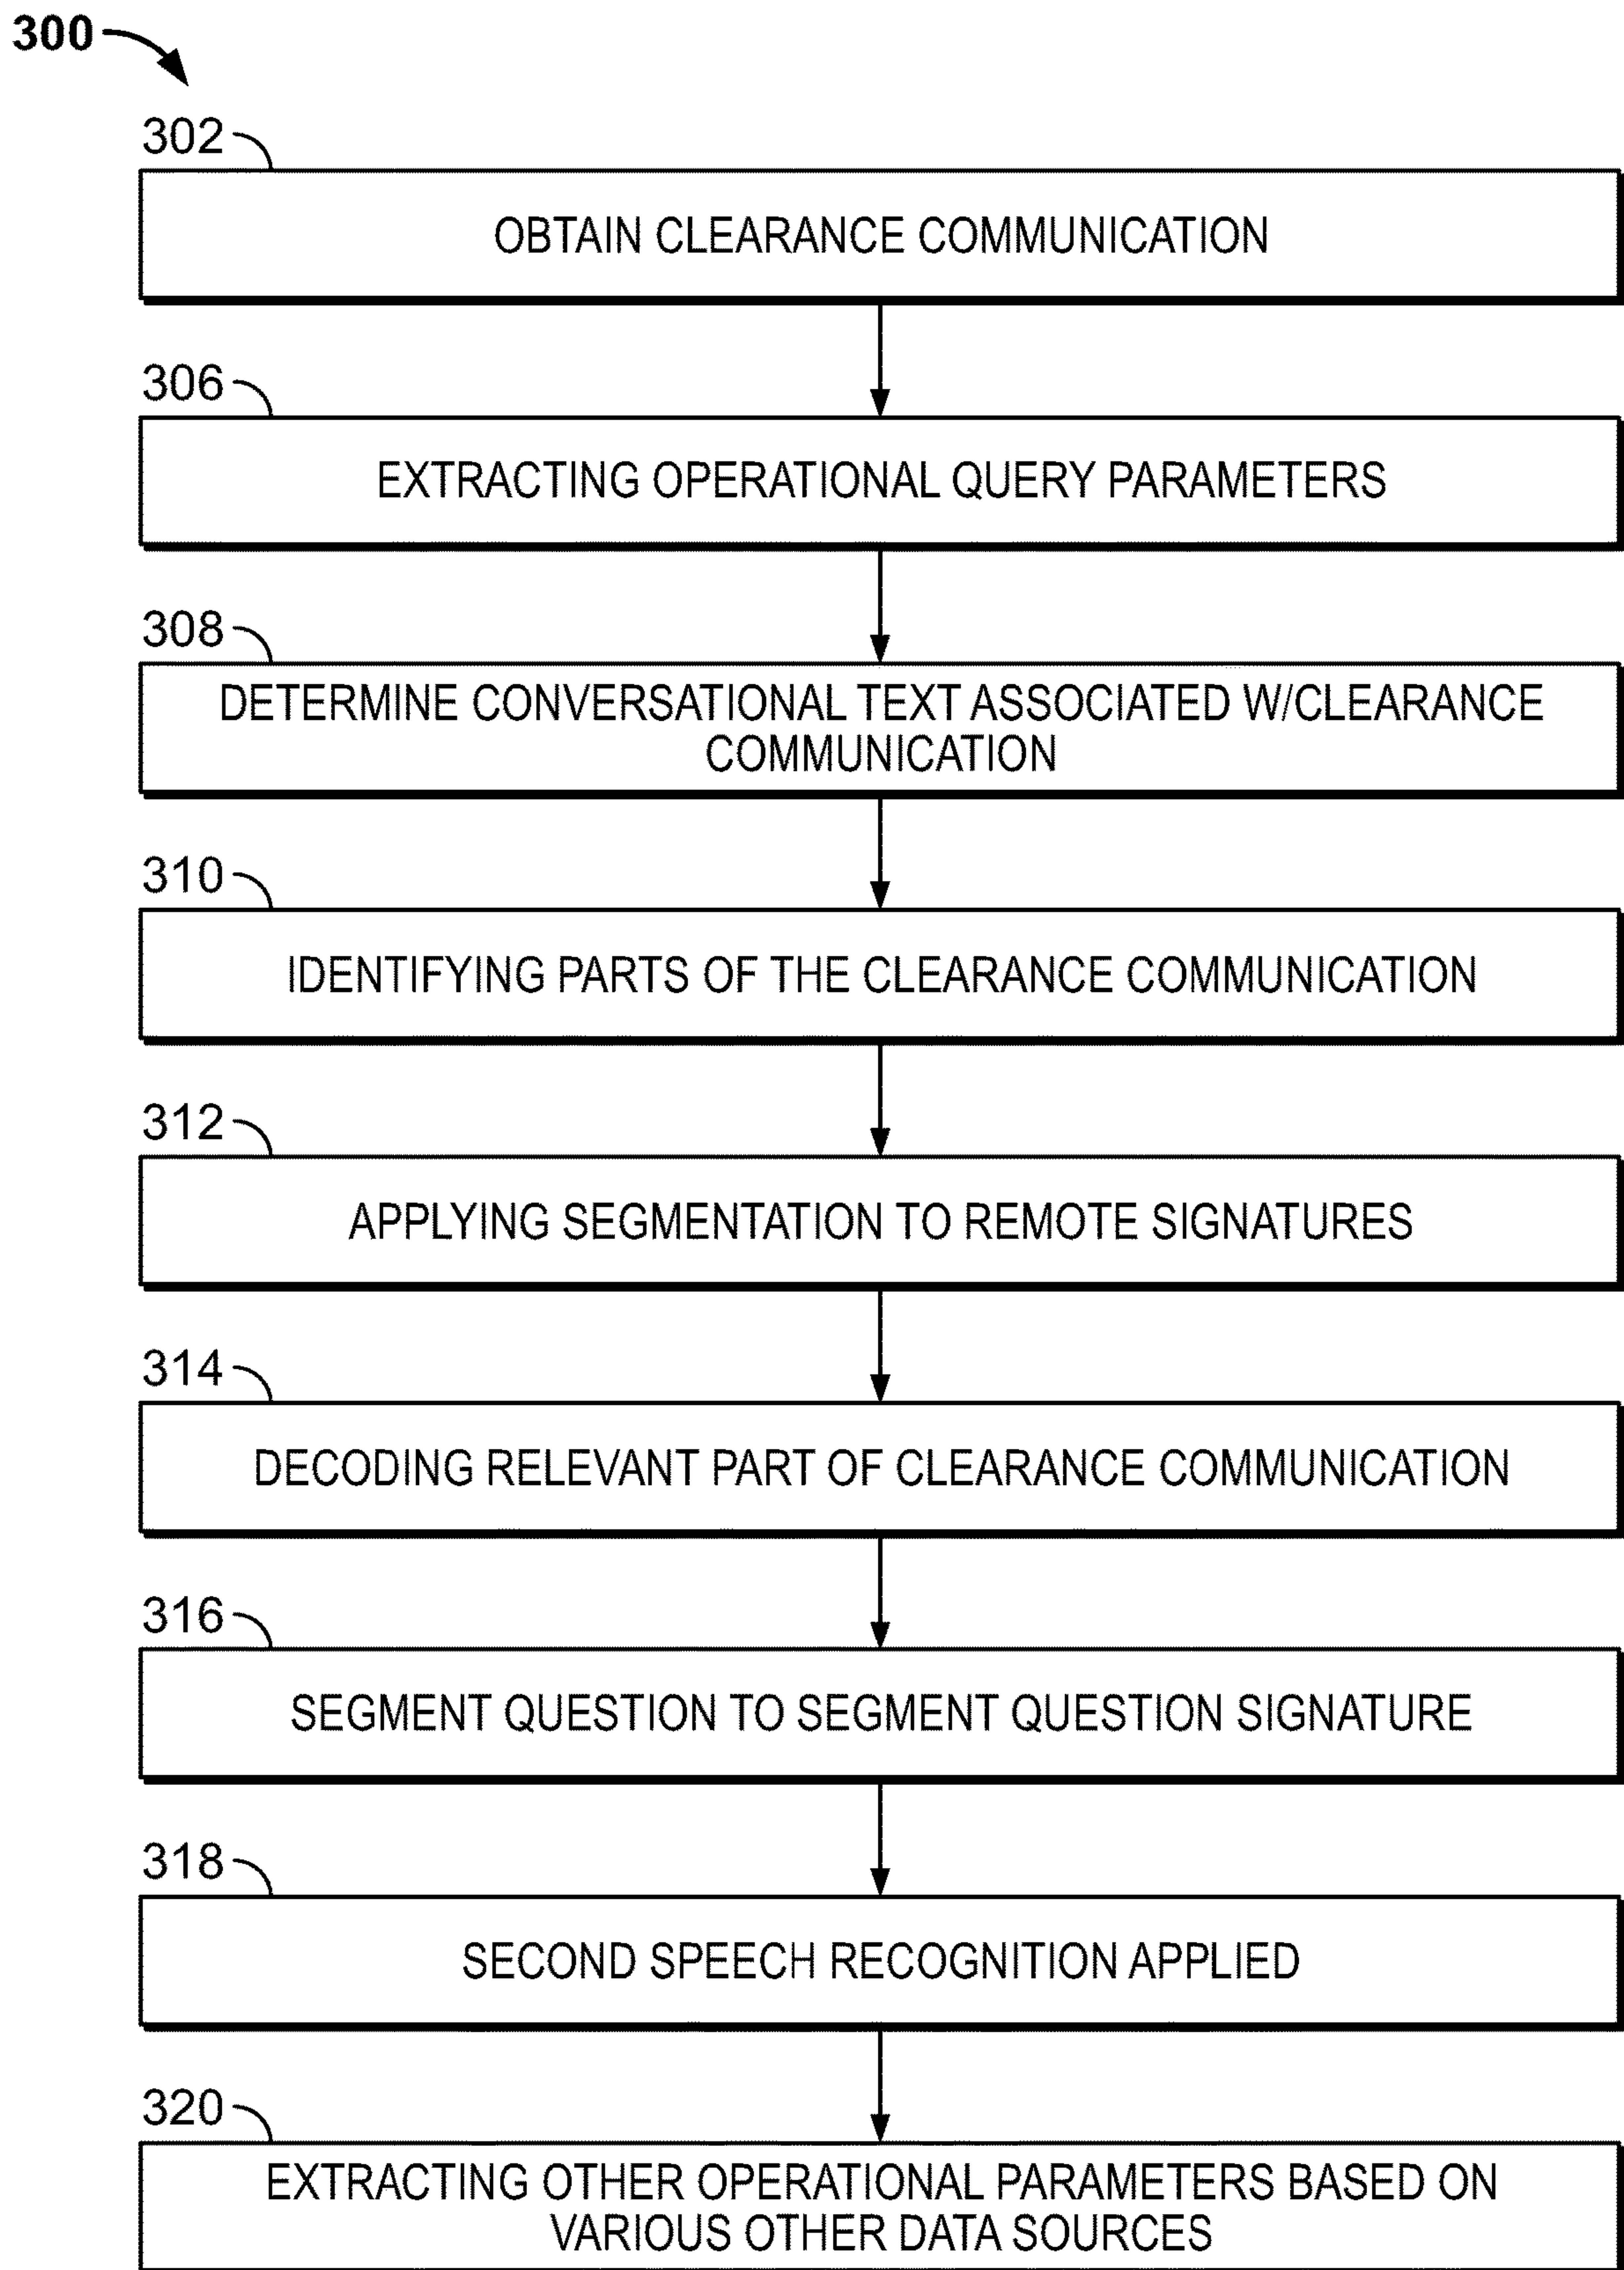 300
302
OBTAIN CLEARANCE COMMUNICATION
306
EXTRACTING OPERATIONAL QUERY PARAMETERS
308
DETERMINE CONVERSATIONAL TEXT ASSOCIATED W/CLEARANCE
COMMUNICATION
310
IDENTIFYING PARTS OF THE CLEARANCE COMMUNICATION
312
APPLYING SEGMENTATION TO REMOTE SIGNATURES
314
DECODING RELEVANT PART OF CLEARANCE COMMUNICATION
316
SEGMENT QUESTION TO SEGMENT QUESTION SIGNATURE
318
SECOND SPEECH RECOGNITION APPLIED
320
EXTRACTING OTHER OPERATIONAL PARAMETERS BASED ON
VARIOUS OTHER DATA SOURCES